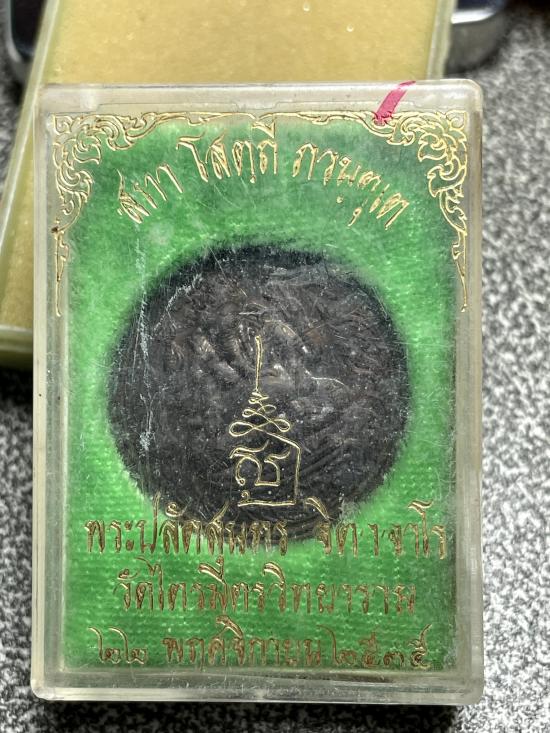 สทา โสตฺถี ภวนฺตุเต
พระปลัดสุนทร จิตาจาโร
วัดไตรมิตรวิทยาราม
๒๒ พฤศจิกายน ๒๕๓๕